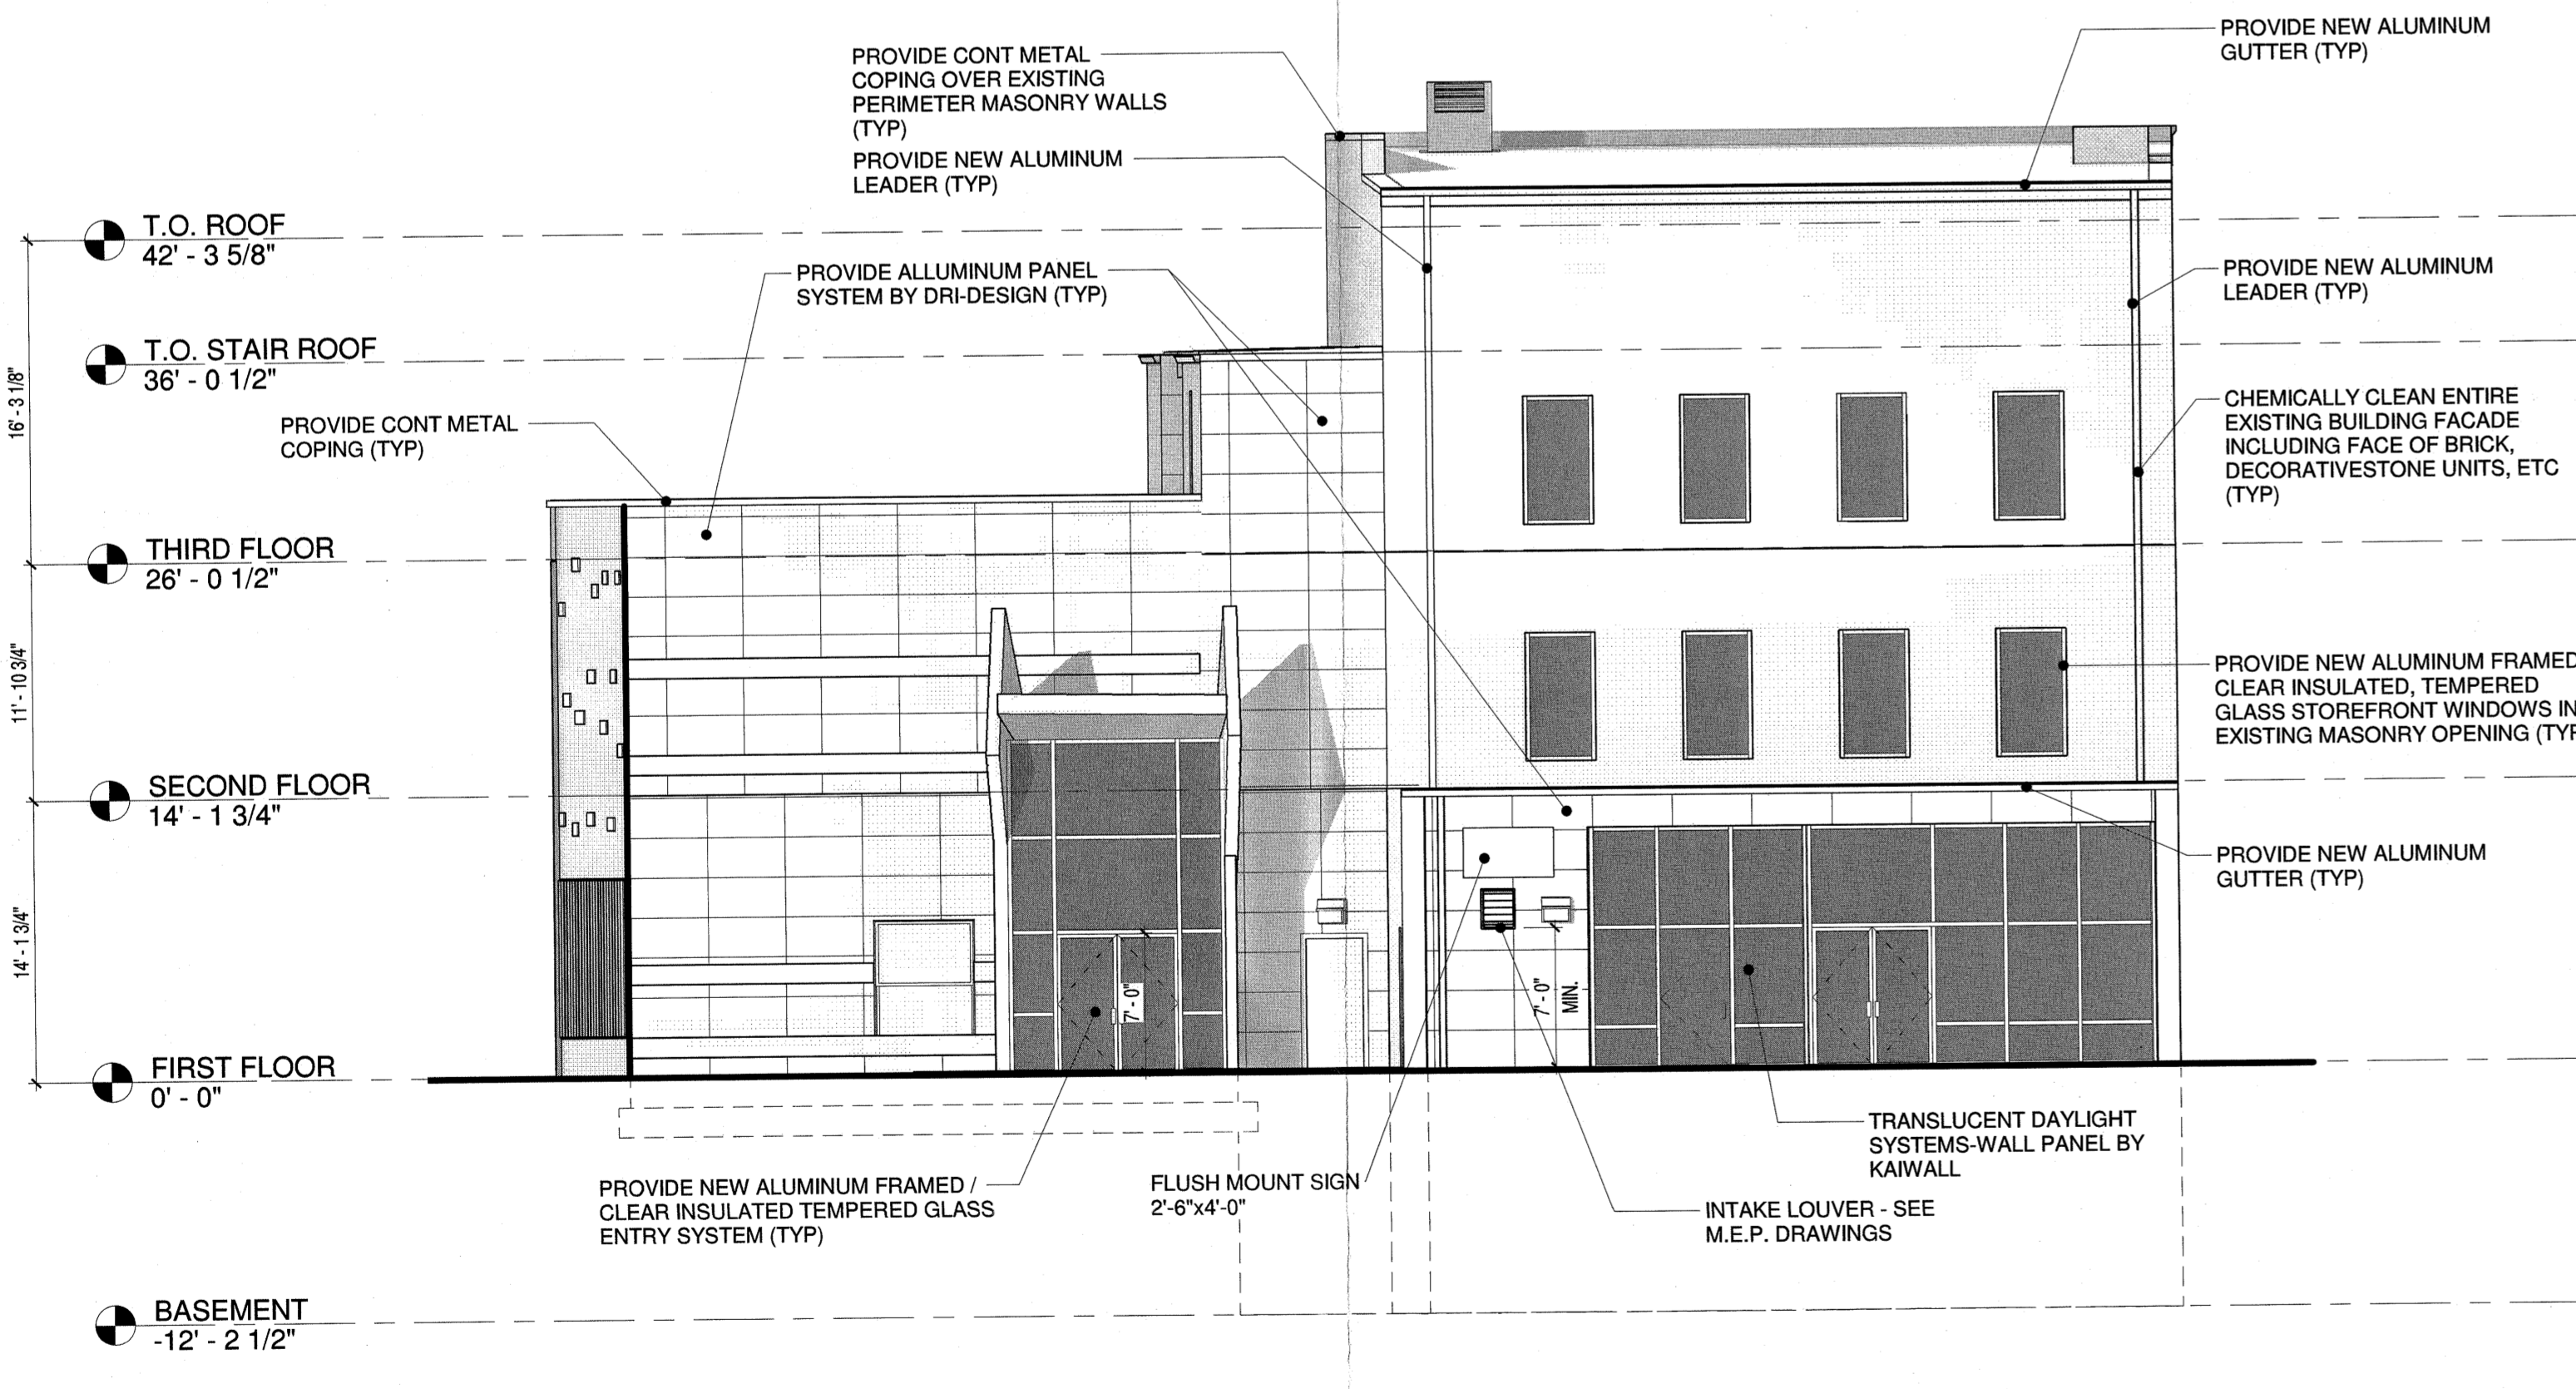 PROVIDE NEW ALUMINUM
GUTTER (TYP)
PROVIDE CONT METAL
COPING OVER EXISTING
PERIMETER MASONRY WALLS
(TYP)
PROVIDE NEW ALUMINUM
LEADER (TYP)
T.O. ROOF
42' - 3 5/8"
PROVIDE ALLUMINUM PANEL
SYSTEM BY DRI-DESIGN (TYP)
PROVIDE NEW ALUMINUM
LEADER (TYP)
T.O. STAIR ROOF
36' - 0 1/2"
16' - 3 1/8"
PROVIDE CONT METAL
COPING (TYP)
CHEMICALLY CLEAN ENTIRE
EXISTING BUILDING FACADE
INCLUDING FACE OF BRICK,
DECORATIVESTONE UNITS, ETC
(TYP)
THIRD FLOOR
26' - 0 1/2"
11' - 10 3/4"
PROVIDE NEW ALUMINUM FRAMED
CLEAR INSULATED, TEMPERED
GLASS STOREFRONT WINDOWS IN
EXISTING MASONRY OPENING (TYP
SECOND FLOOR
14' - 1 3/4"
PROVIDE NEW ALUMINUM
GUTTER (TYP)
14' - 1 3/4"
7' - 0"
7' - 0"
MIN.
FIRST FLOOR
0' - 0"
TRANSLUCENT DAYLIGHT
SYSTEMS-WALL PANEL BY
KAIWALL
PROVIDE NEW ALUMINUM FRAMED /
CLEAR INSULATED TEMPERED GLASS
ENTRY SYSTEM (TYP)
FLUSH MOUNT SIGN
2'-6"x4'-0"
INTAKE LOUVER - SEE
M.E.P. DRAWINGS
BASEMENT
-12' - 2 1/2"